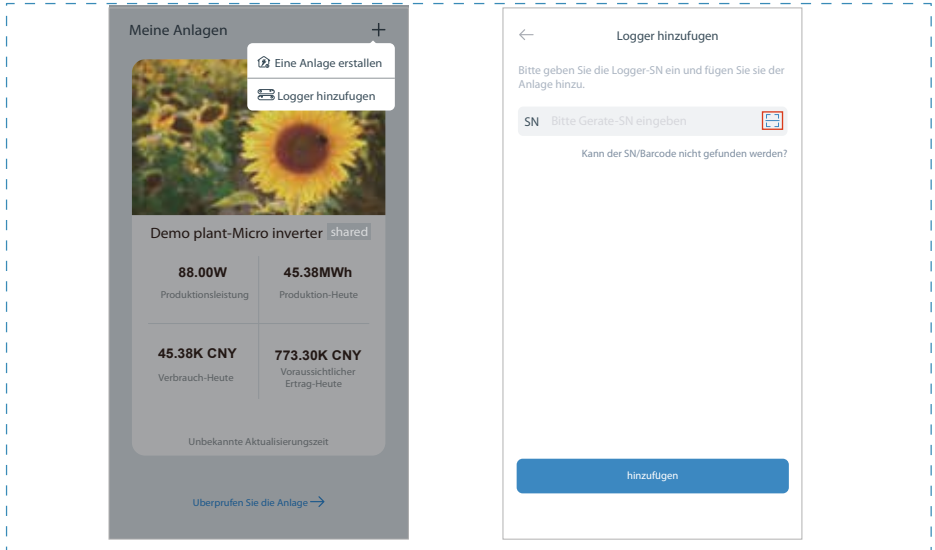 Meine Anlagen
Eine Anlage erstallen
Logger hinzufugen
Demo plant-Micro inverter shared
88.00W
45.38MWh
Produktionsleistung
Produktion-Heute
45.38K CNY
773.30K CNY
Verbrauch-Heute
Voraussichtlicher
Ertrag-Heute
Unbekannte Aktualisierungszeit
Uberprufen Sie die Anlage
Logger hinzufugen
Bitte geben Sie die Logger-SN ein und fügen Sie sie der
Anlage hinzu.
SN Bitte Gerate-SN eingeben
Kann der SN/Barcode nicht gefunden werden?
hinzufügen